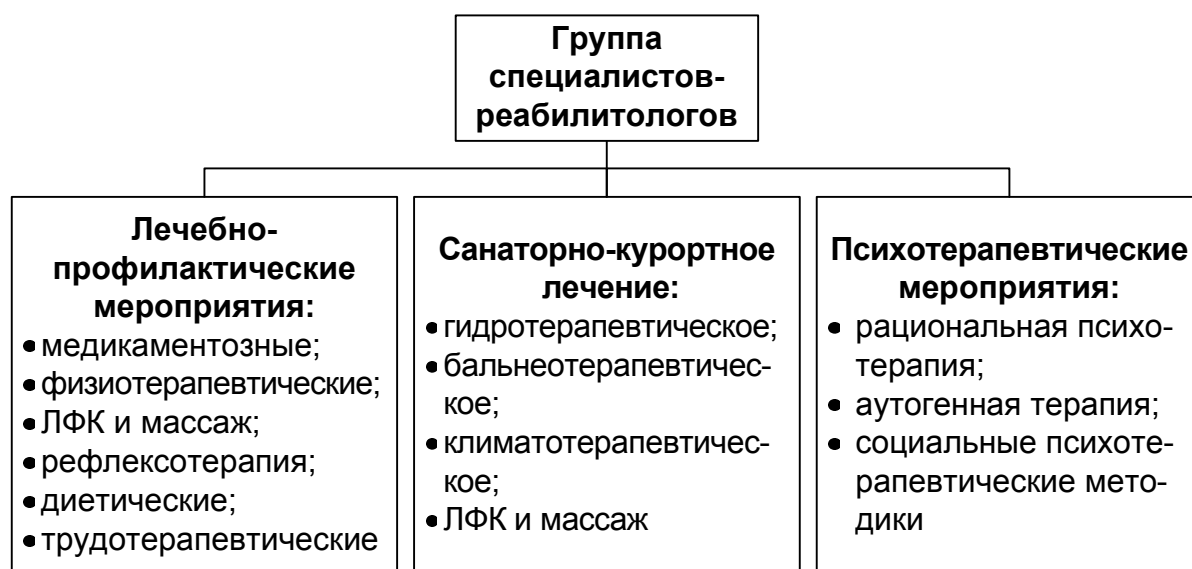 Группа
специалистов-
реабилитологов
Лечебно-
профилактические
мероприятия:
• медикаментозные;
• физиотерапевтические;
• ЛФК и массаж;
• рефлексотерапия;
• диетические;
• трудотерапевтические
Санаторно-курортное
лечение:
• гидротерапевтическое;
• бальнеотерапевтичес-
кое;
• климатотерапевтичес-
кое;
• ЛФК и массаж
Психотерапевтические
мероприятия:
• рациональная психо-
терапия;
• аутогенная терапия;
• социальные психоте-
рапевтические мето-
дики